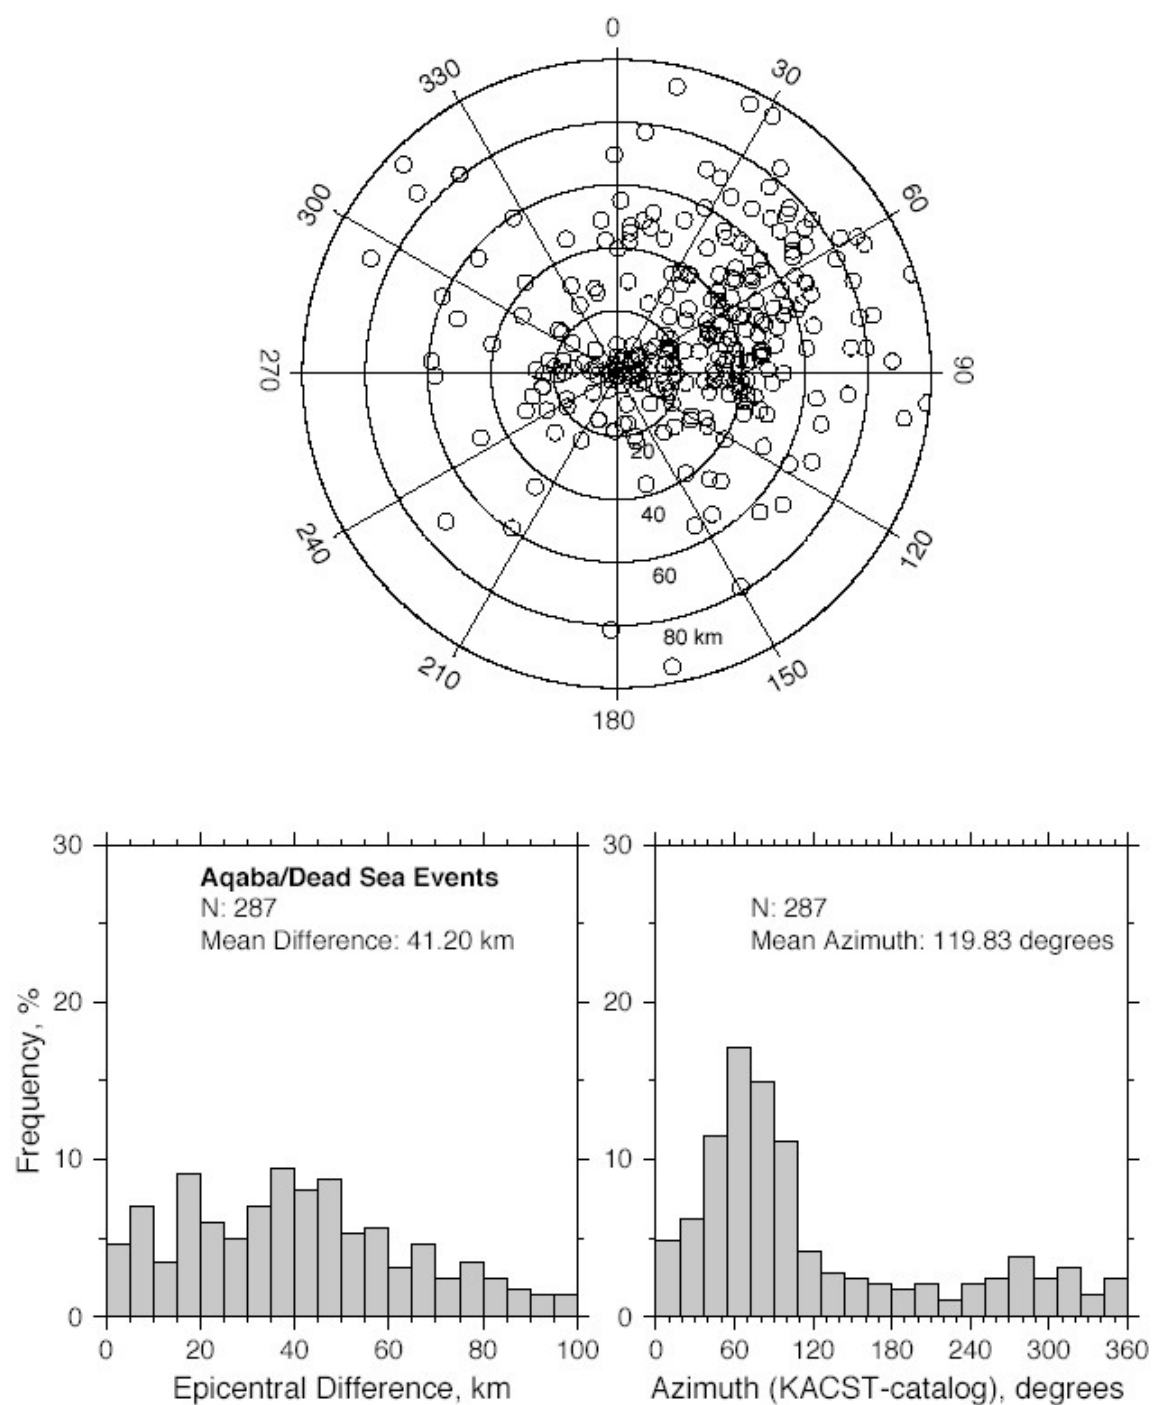 0
330
30
300
60
270
90
20
40
240
120
60
80 km
210
150
180
30
30
Aqaba/Dead Sea Events
N: 287
N: 287
Mean Difference: 41.20 km
Mean Azimuth: 119.83 degrees
Frequency, %
20
20
10
10
0
0
0 20 40 60 80 100
0 60 120 180 240 300 360
Epicentral Difference, km
Azimuth (KACST-catalog), degrees